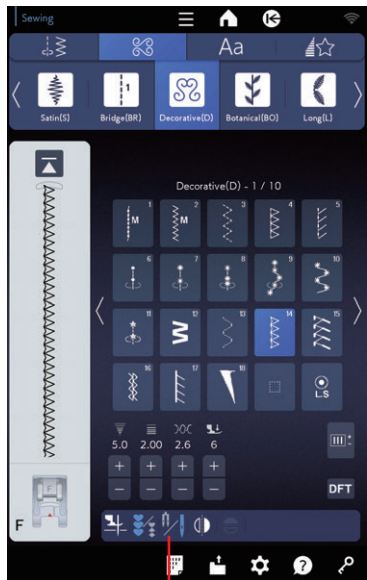 Sewing
Aa
Satin(S) Bridge(BR) Decorative(D) Botanical(BO) Long(L)
1
Decorative(D) - 1 / 10
1 2 3 4 5
M M
6 7 8 9 10
11 12 13 14 15
16 17 18
L.S
5.0 2.00 2.6 6
+ + + +
- - - -
DFT
F
F
?